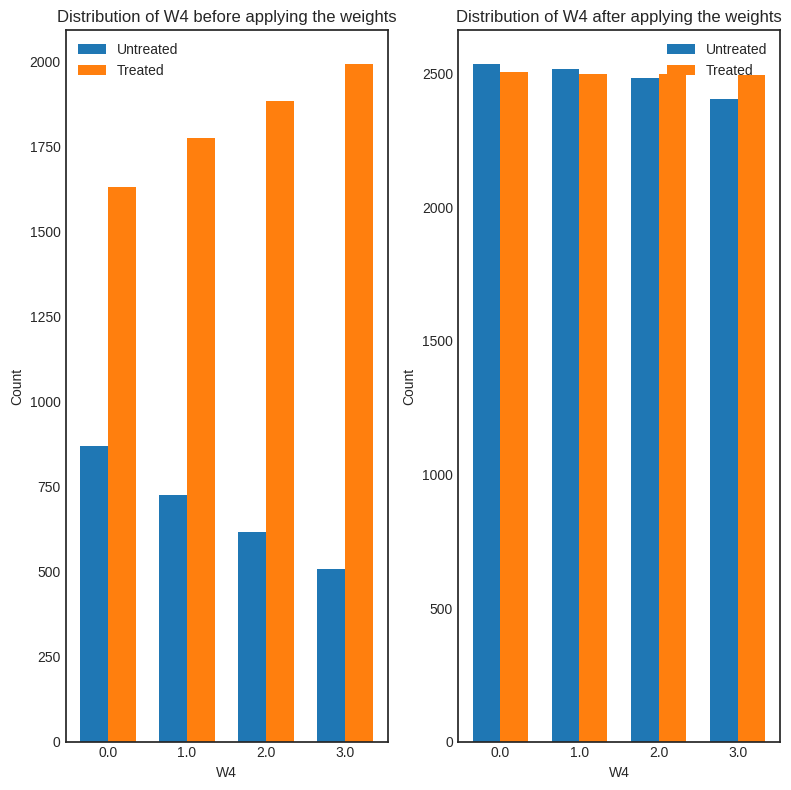 Distribution of W4 before applying the weights
Untreated
Treated
2000
1750
1500
1250
1000
750
500
250
0
Count
0.0 1.0 2.0 3.0
W4
Distribution of W4 after applying the weights
Untreated
Treated
2500
2000
1500
1000
500
0
Count
0.0 1.0 2.0 3.0
W4